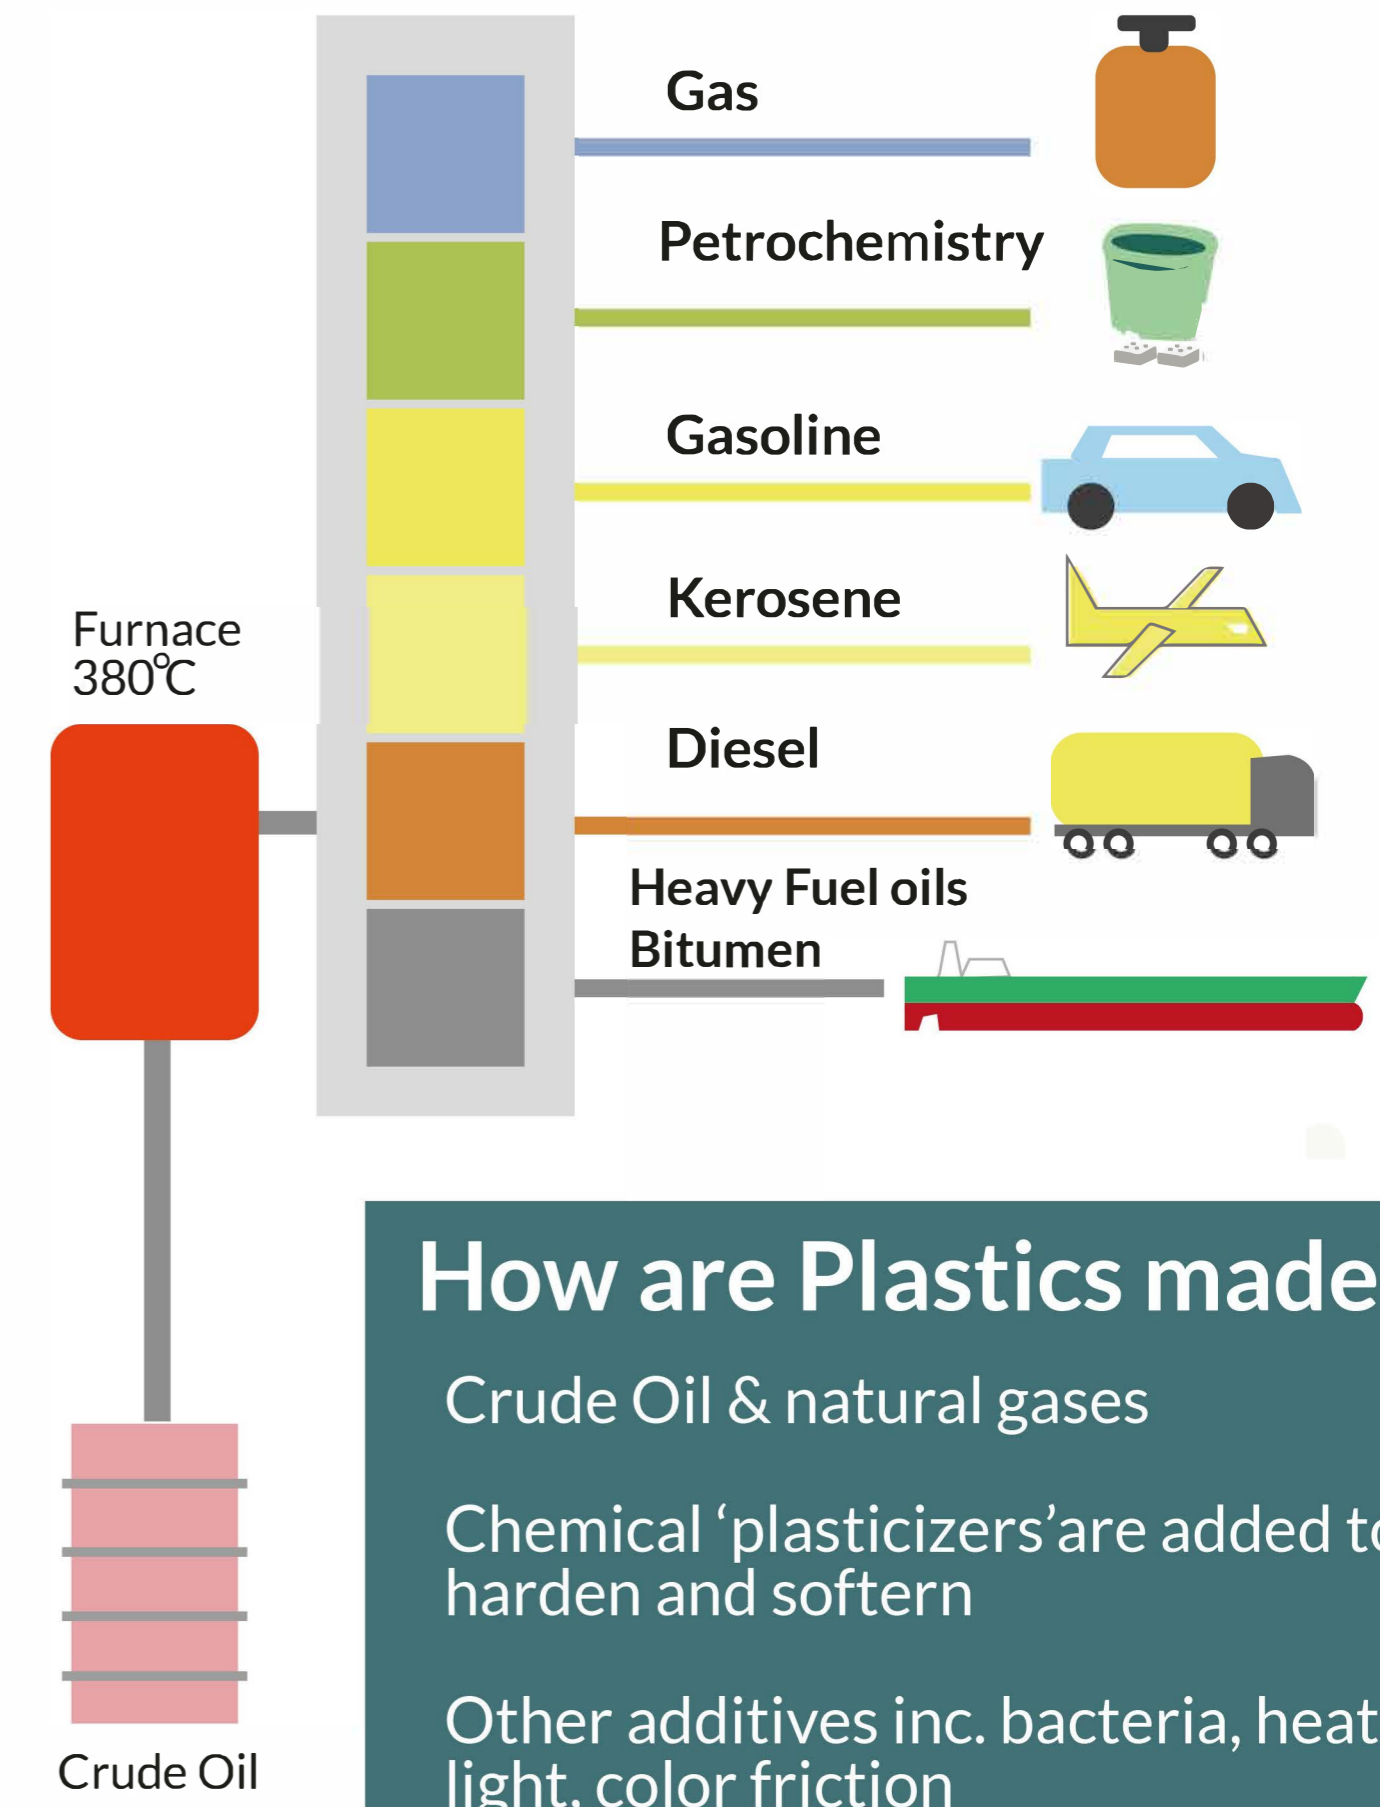 Gas
Petrochemistry
Gasoline
Kerosene
Furnace
380°C
Diesel
Heavy Fuel oils
Bitumen
How are Plastics made
Crude Oil & natural gases
Chemical ‘plasticizers’are added to
harden and softern
Other additives inc. bacteria, heat
light, color friction
Crude Oil